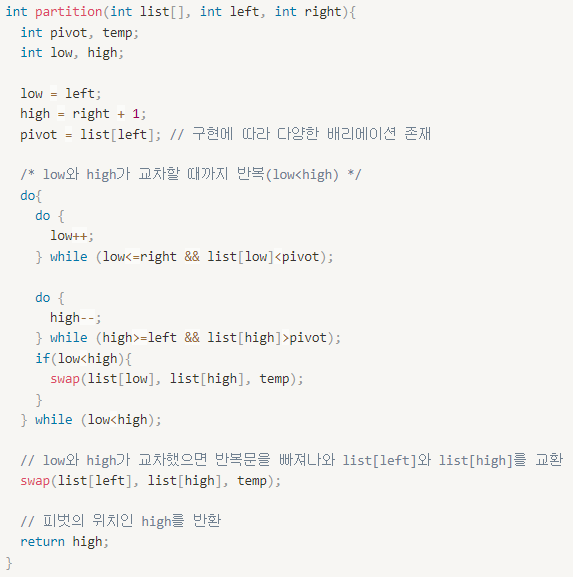 int partition(int list[], int left, int right){
int pivot, temp;
int low, high;
low = left;
high = right + 1;
pivot = list[left]; // 구현에 따라 다양한 배리에이션 존재
/* low와 high가 교차할 때까지 반복(low<high) */
do{
do {
low++;
} while (low<=right && list[low]<pivot);
do {
high--;
} while (high>=left && list[high]>pivot);
if(low<high){
swap(list[low], list[high], temp);
}
} while (low<high);
// low와 high가 교차했으면 반복문을 빠져나와 list[left]와 list[high]를 교환
swap(list[left], list[high], temp);
// 피벗의 위치인 high를 반환
return high;
}